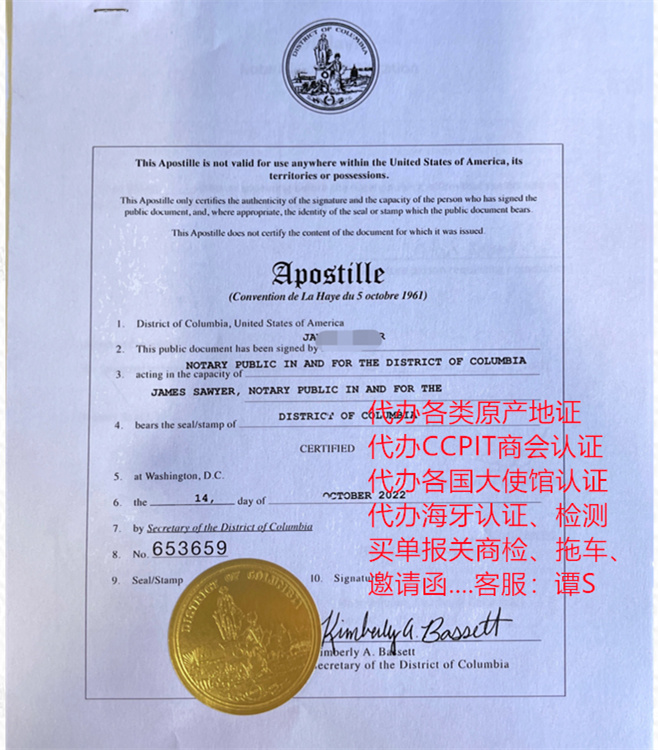 DISTRICT OF COLUMBIA
This Apostille is not valid for use anywhere within the United States of America, its
territories or possessions.
This Apostille only certifies the authenticity of the signature and the capacity of the person who has signed the
public document, and, where appropriate, the identity of the seal or stamp which the public document bears.
This Apostille does not certify the content of the document for which it was issued.
Apostille
(Convention de La Haye du 5 octobre 1961)
1. District of Columbia, United States of America
JA R
2. This public document has been signed by
NOTARY PUBLIC IN AND FOR THE DISTRICT OF COLUMBIA
3. acting in the capacity of
JAMES SAWYER, NOTARY PUBLIC IN AND FOR THE
4. bears the seal/stamp of DISTRICT OF COLUMBIA
CERTIFIED
5. at Washington, D.C.
6. the 14, day of OCTOBER 2022
7. by Secretary of the District of Columbia
8. No. 653659
9. Seal/Stamp 10. Signatu
DISTRICT OF COLUMBIA
Kimberly A. Bassett
imberly A. Bassett
ecretary of the District of Columbia
代办各类原产地证
代办CCPIT商会认证
代办各国大使馆认证
代办海牙认证、检测
买单报关商检、拖车、
邀请函....客服：谭S